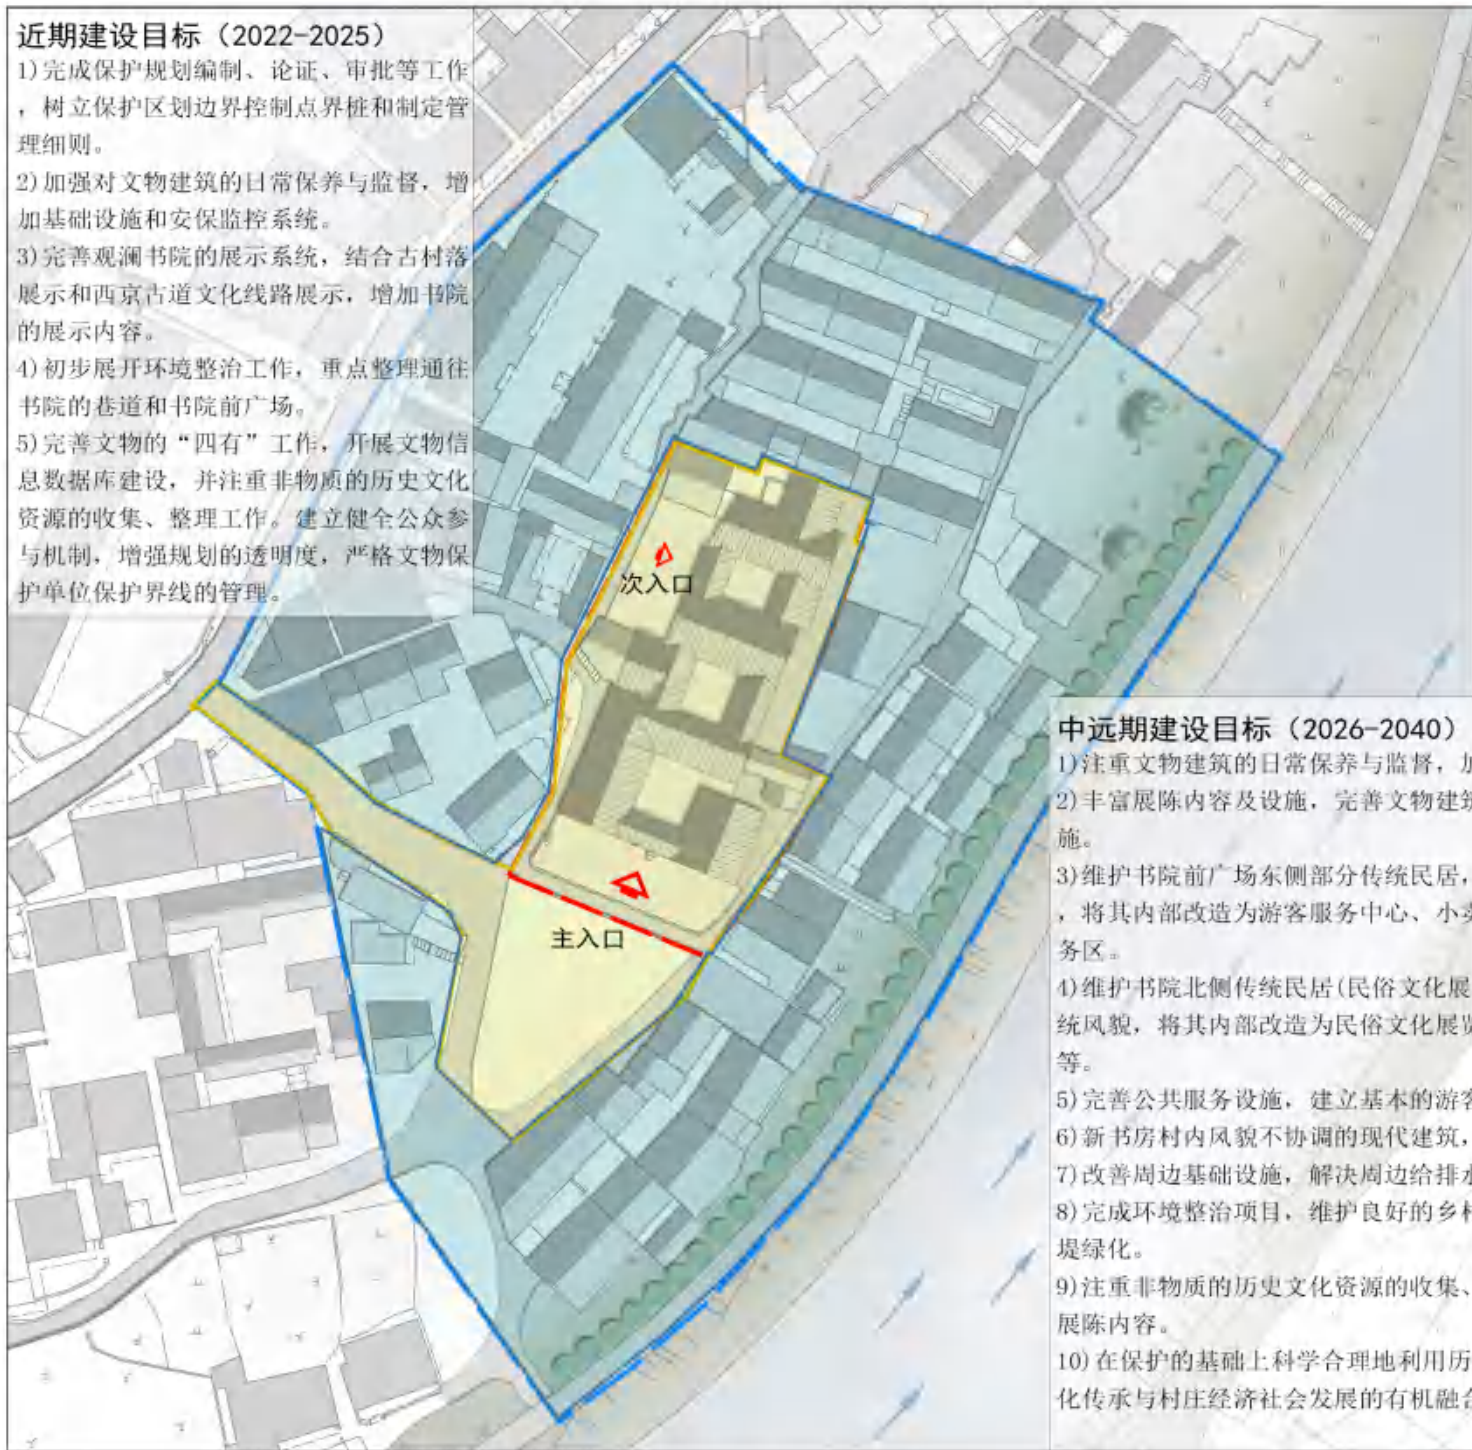 近期建设目标（2022-2025）
1)完成保护规划编制、论证、审批等工作
，树立保护区划边界控制点界桩和制定管
理细则。
2)加强对文物建筑的日常保养与监督，增
加基础设施和安保监控系统。
3)完善观澜书院的展示系统，结合古村落
展示和西京古道文化线路展示，增加书院
的展示内容。
4)初步展开环境整治工作，重点整理通往
书院的巷道和书院前广场。
5)完善文物的“四有”工作，开展文物信
息数据库建设，并注重非物质的历史文化
资源的收集、整理工作。建立健全公众参
与机制，增强规划的透明度，严格文物保
护单位保护界线的管理。
次入口
主入口
中远期建设目标（2026-2040）
1)注重文物建筑的日常保养与监督，加
2)丰富展陈内容及设施，完善文物建筑
施。
3)维护书院前广场东侧部分传统民居，
，将其内部改造为游客服务中心、小卖
务区。
4)维护书院北侧传统民居(民俗文化展
统风貌，将其内部改造为民俗文化展览
等。
5)完善公共服务设施，建立基本的游客
6)新书房村内风貌不协调的现代建筑，
7)改善周边基础设施，解决周边给排水
8)完成环境整治项目，维护良好的乡村
堤绿化。
9)注重非物质的历史文化资源的收集、
展陈内容。
10)在保护的基础上科学合理地利用历
化传承与村庄经济社会发展的有机融合